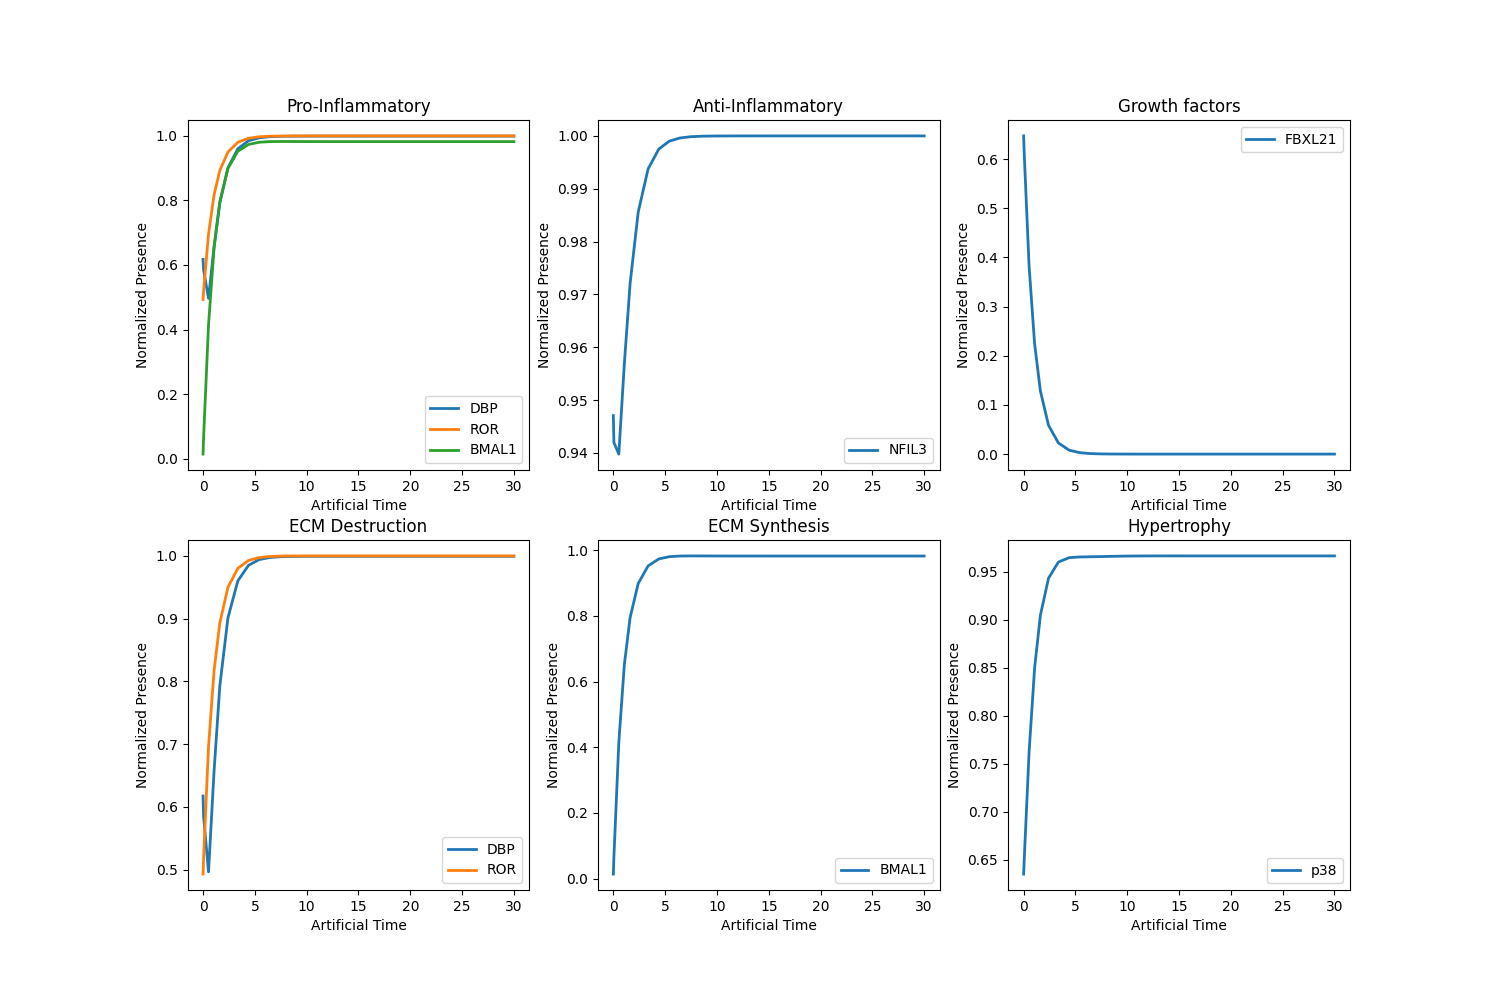 Pro-Inflammatory
Normalized Presence
1.0
0.8
0.6
0.4
0.2
0.0
DBP
ROR
BMAL1
0 5 10 15 20 25 30
Artificial Time
Anti-Inflammatory
Normalized Presence
1.00
0.99
0.98
0.97
0.96
0.95
0.94
NFIL3
0 5 10 15 20 25 30
Artificial Time
Growth factors
Normalized Presence
0.6
0.5
0.4
0.3
0.2
0.1
0.0
FBXL21
0 5 10 15 20 25 30
Artificial Time
ECM Destruction
Normalized Presence
1.0
0.9
0.8
0.7
0.6
0.5
DBP
ROR
0 5 10 15 20 25 30
Artificial Time
ECM Synthesis
Normalized Presence
1.0
0.8
0.6
0.4
0.2
0.0
BMAL1
0 5 10 15 20 25 30
Artificial Time
Hypertrophy
Normalized Presence
0.95
0.90
0.85
0.80
0.75
0.70
0.65
p38
0 5 10 15 20 25 30
Artificial Time